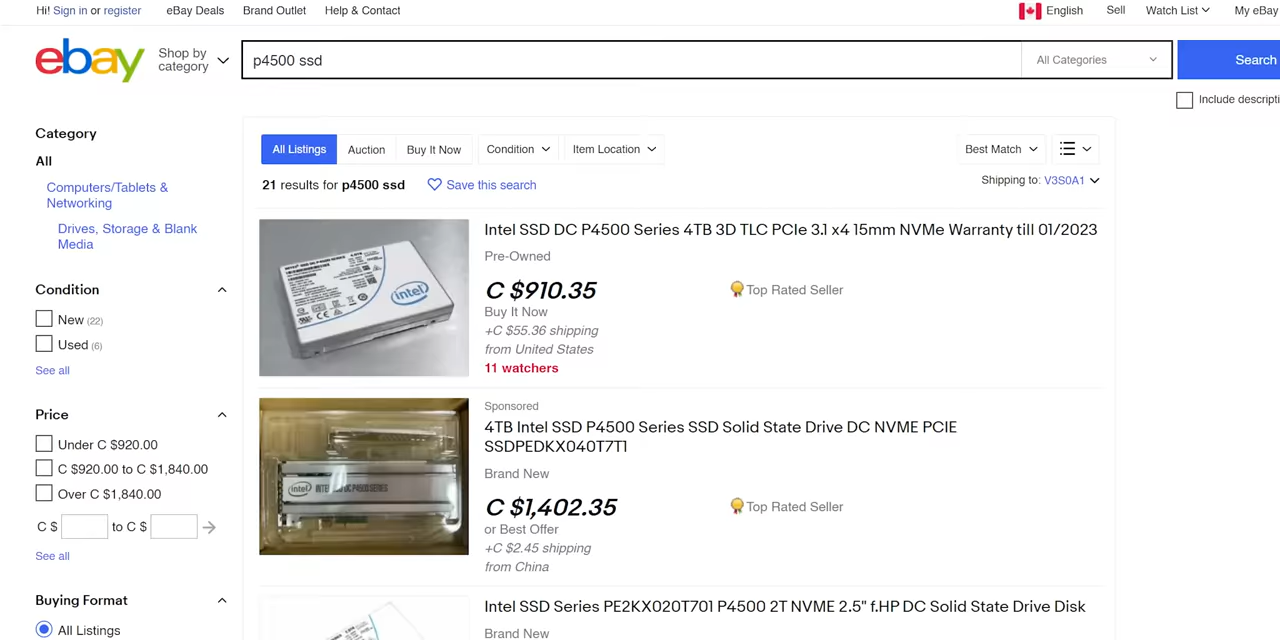 Hi! Sign in or register
eBay Deals
Brand Outlet
Help & Contact
English
Sell
Watch List
My eBay
ebay
Shop by
category
p4500 ssd
All Categories
Search
Include descripti
Category
All
Computers/Tablets &
Networking
Drives, Storage & Blank
Media
Condition
New (22)
Used (6)
See all
Price
Under C $920.00
C $920.00 to C $1,840.00
Over C $1,840.00
C $ to C $
See all
Buying Format
All Listings
All Listings
Auction
Buy It Now
Condition
Item Location
Best Match
21 results for p4500 ssd
Save this search
Shipping to: V3S0A1
Intel SSD DC P4500 Series 4TB 3D TLC PCIe 3.1 x4 15mm NVMe Warranty till 01/2023
Pre-Owned
C $910.35
Top Rated Seller
Buy It Now
+C $55.36 shipping
from United States
11 watchers
intel
Sponsored
4TB Intel SSD P4500 Series SSD Solid State Drive DC NVME PCIE
SSDPEDKX040T7T1
Brand New
C $1,402.35
Top Rated Seller
or Best Offer
+C $2.45 shipping
from China
intel
Intel SSD Series PE2KX020T701 P4500 2T NVME 2.5" f.HP DC Solid State Drive Disk
Brand New